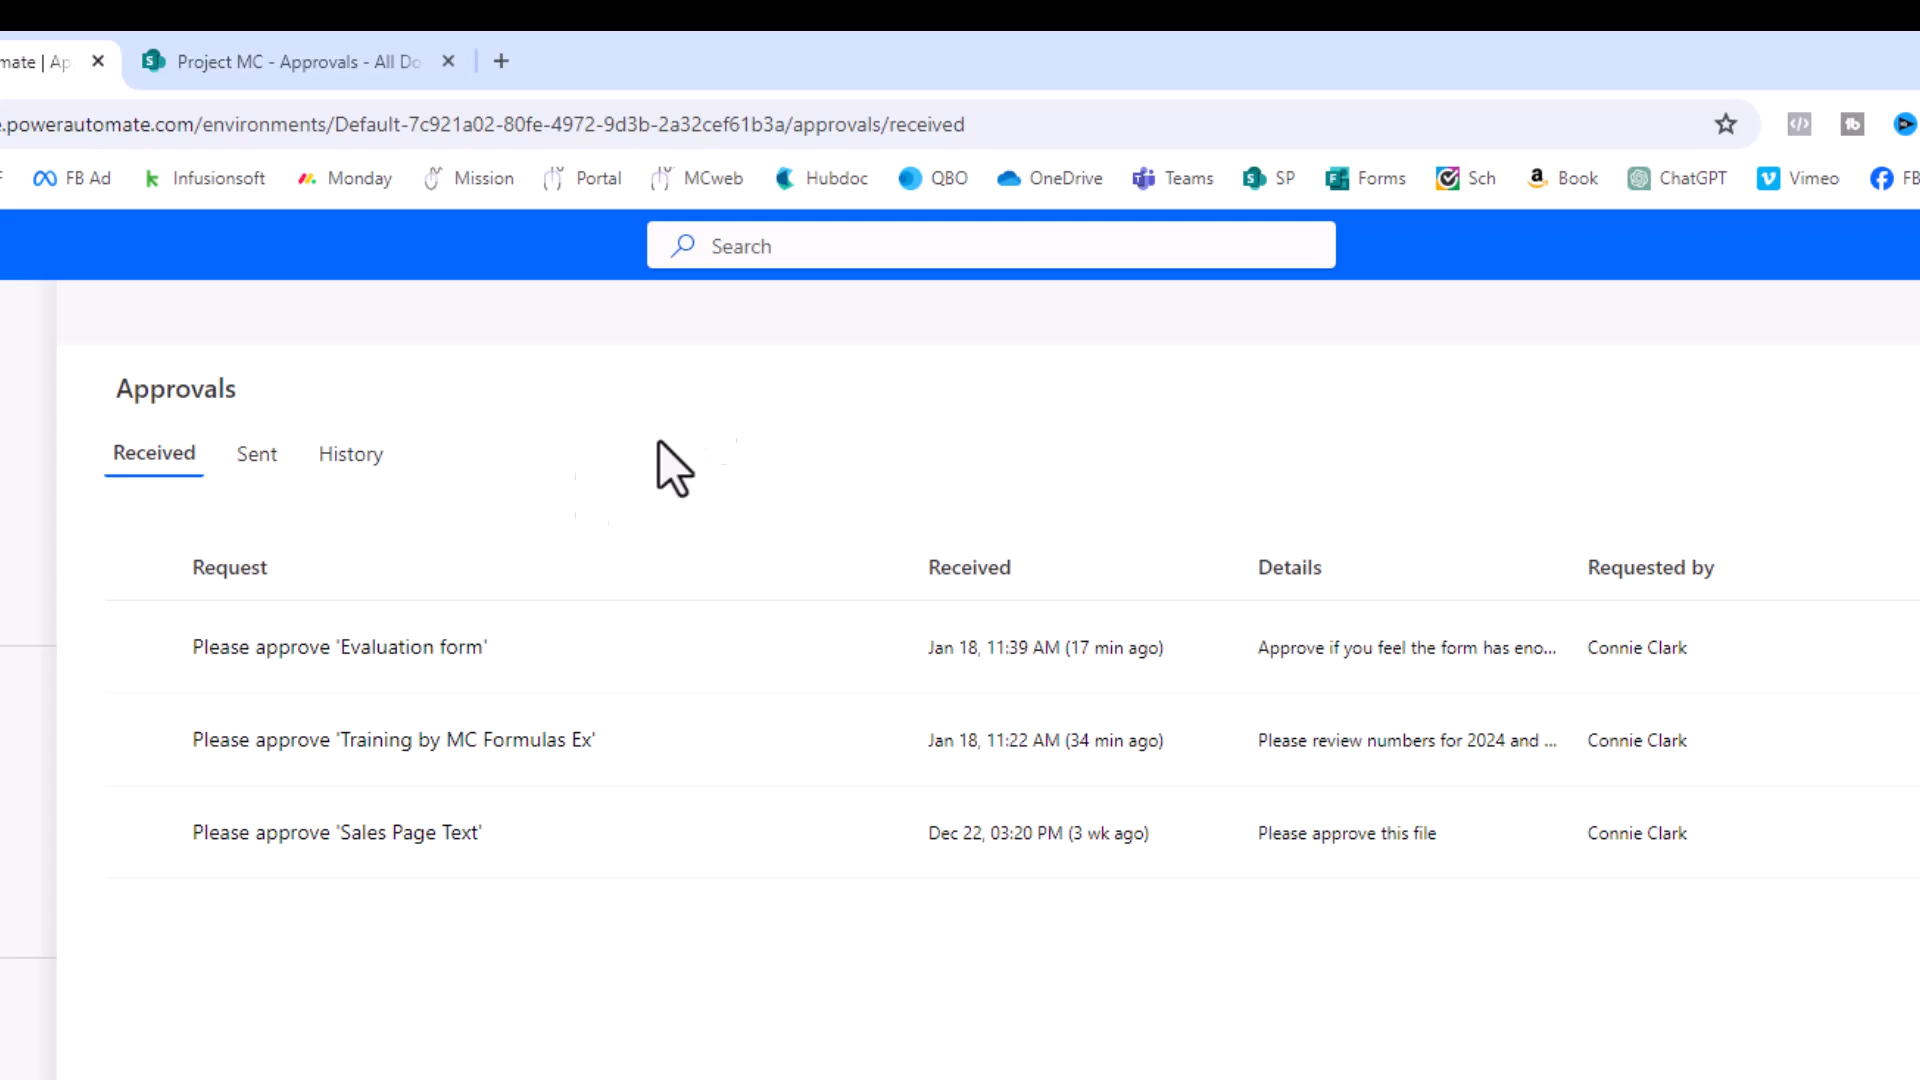 mate | Ap
Project MC - Approvals - All Do
.powerautomate.com/environments/Default-7c921a02-80fe-4972-9d3b-2a32cef61b3a/approvals/received
FB Ad Infusionsoft Monday Mission Portal MCweb Hubdoc QBO OneDrive Teams SP Forms Sch Book ChatGPT Vimeo FB
Search
Approvals
Received Sent History
Request Received Details Requested by
Please approve 'Evaluation form' Jan 18, 11:39 AM (17 min ago) Approve if you feel the form has eno... Connie Clark
Please approve 'Training by MC Formulas Ex' Jan 18, 11:22 AM (34 min ago) Please review numbers for 2024 and ... Connie Clark
Please approve 'Sales Page Text' Dec 22, 03:20 PM (3 wk ago) Please approve this file Connie Clark